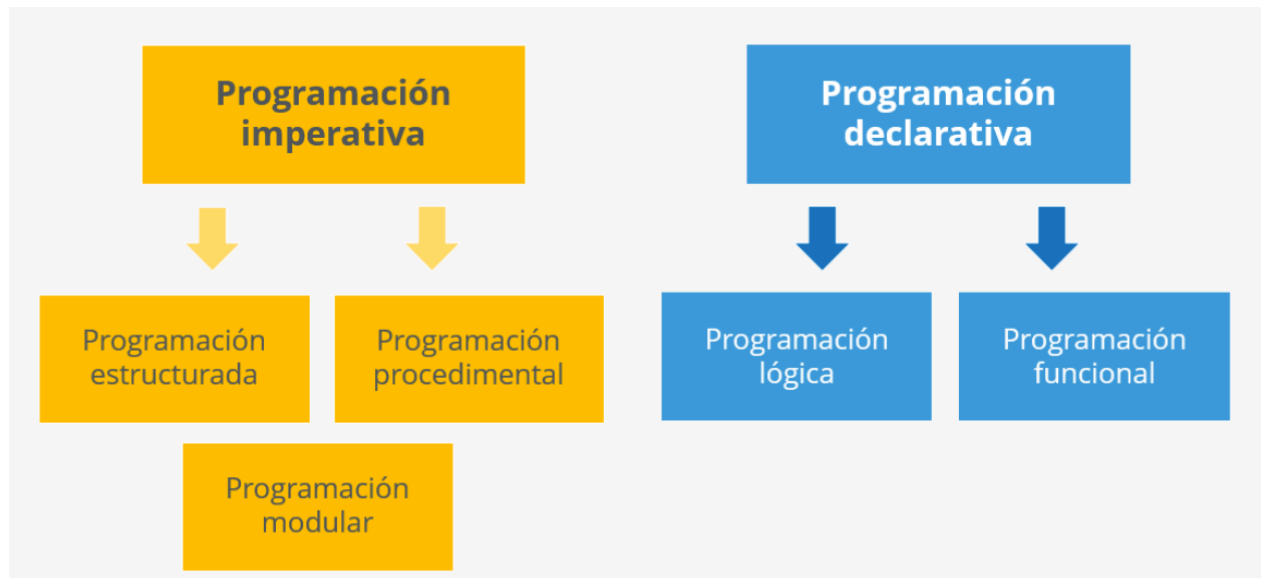 Programación
imperativa
Programación
declarativa
Programación
estructurada
Programación
procedimental
Programación
lógica
Programación
funcional
Programación
modular